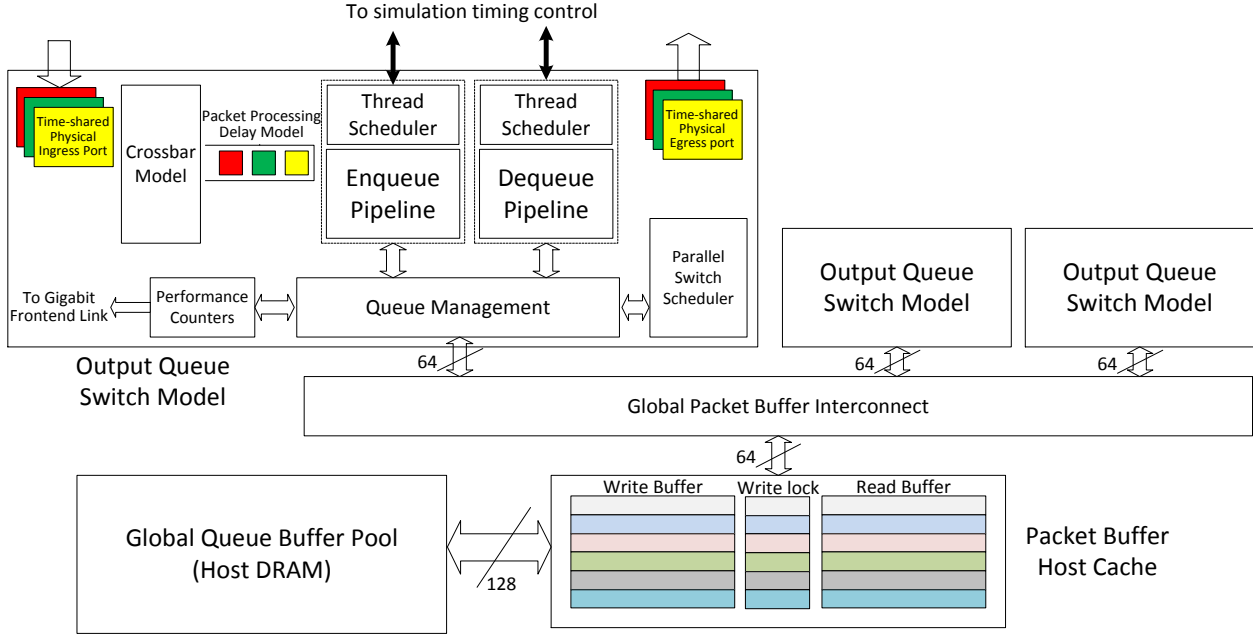 To simulation timing control
Time-shared
Physical
Ingress Port
Crossbar
Model
Packet Processing
Delay Model
Thread
Scheduler
Enqueue
Pipeline
Thread
Scheduler
Dequeue
Pipeline
Time-shared
Physical
Egress port
Parallel
Switch
Scheduler
To Gigabit
Frontend Link
Performance
Counters
Queue Management
Output Queue
Switch Model
Output Queue
Switch Model
Output Queue
Switch Model
64
64
64
Global Packet Buffer Interconnect
64
Global Queue Buffer Pool
(Host DRAM)
128
Write Buffer
Write lock
Read Buffer
Packet Buffer
Host Cache